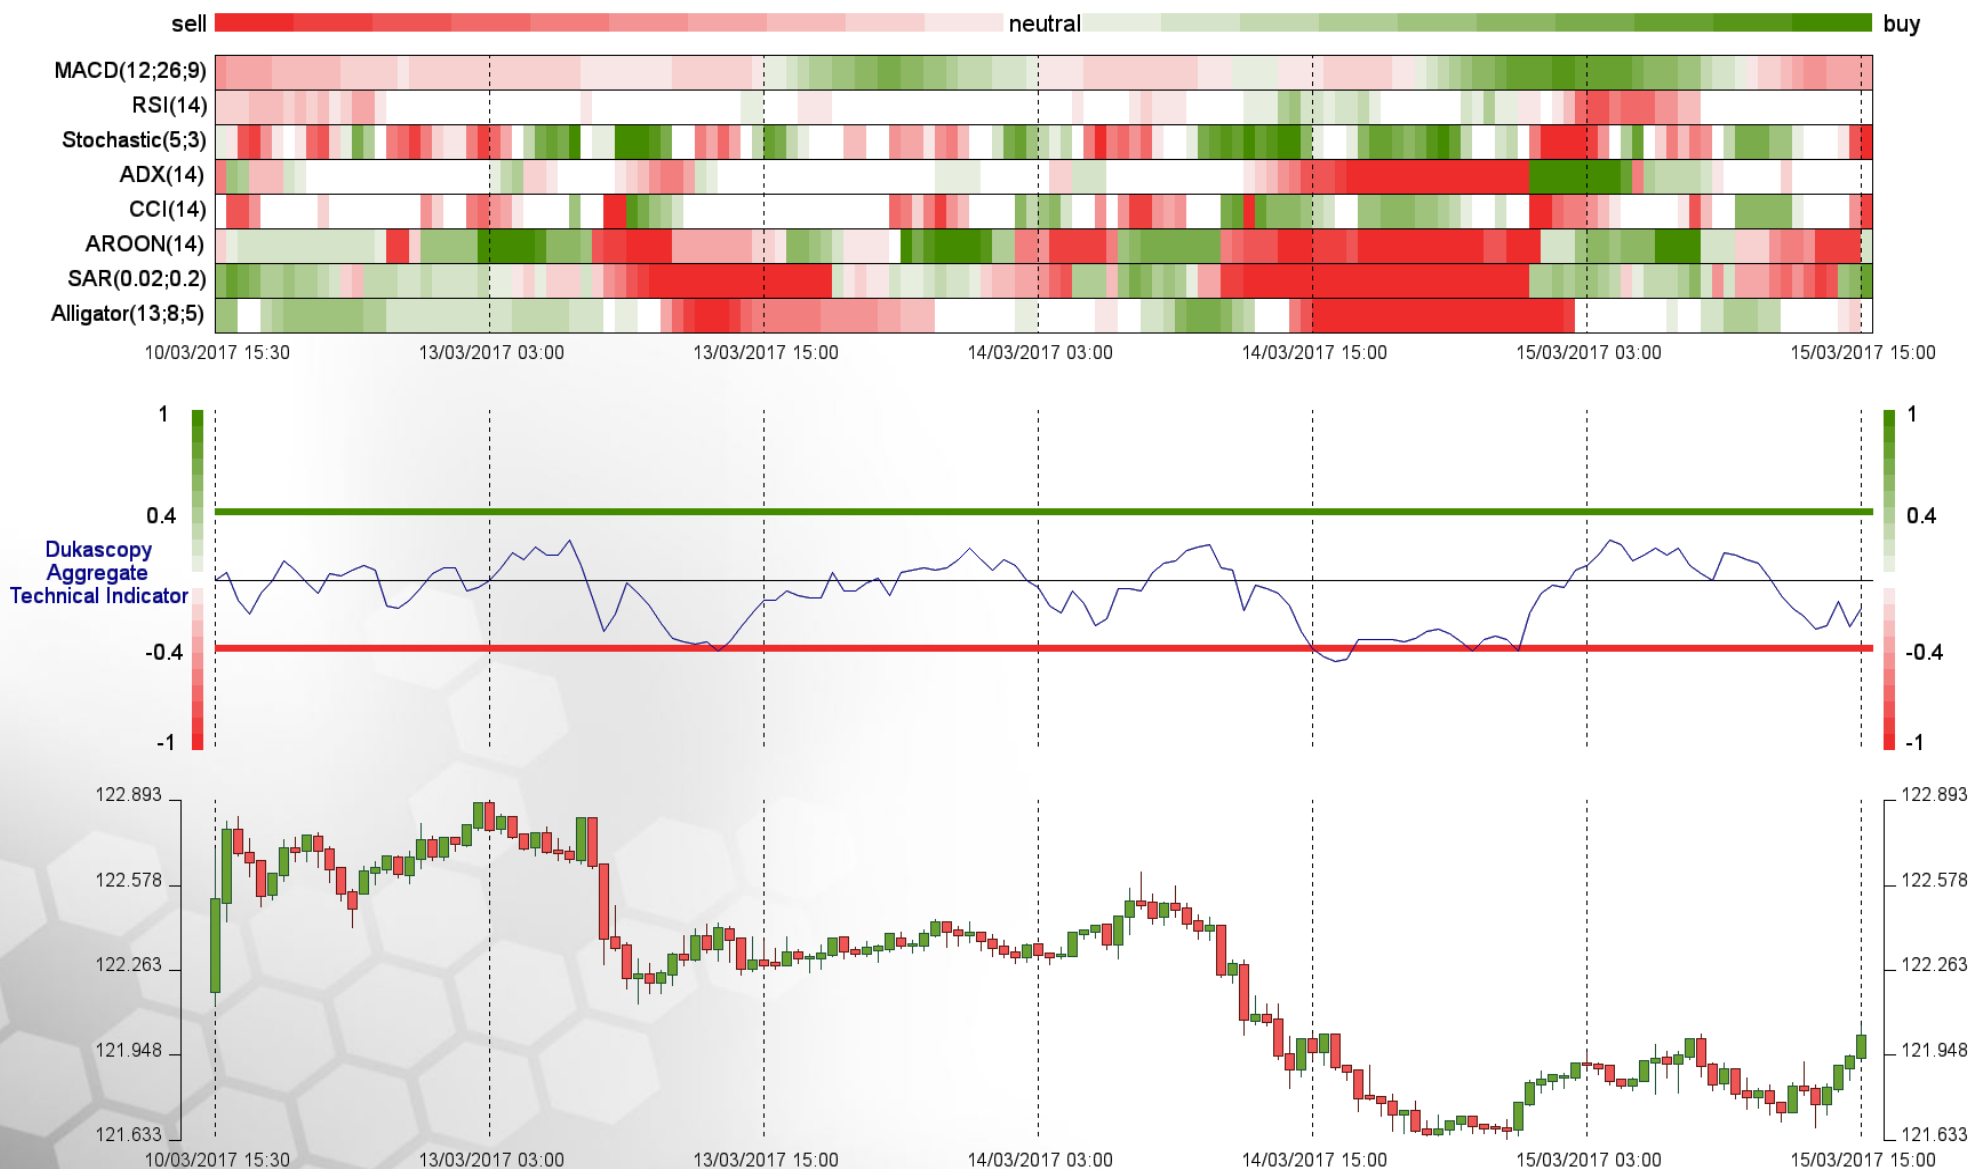 sell neutral buy
MACD(12;26;9)
RSI(14)
Stochastic(5;3)
ADX(14)
CCI(14)
AROON(14)
SAR(0.02;0.2)
Alligator(13;8;5)
10/03/2017 15:30 13/03/2017 03:00 13/03/2017 15:00 14/03/2017 03:00 14/03/2017 15:00 15/03/2017 03:00 15/03/2017 15:00
1 1
0.4 0.4
Dukascopy
Aggregate
Technical Indicator
-0.4 -0.4
-1 -1
122.893 122.893
122.578 122.578
122.263 122.263
121.948 121.948
121.633 121.633
10/03/2017 15:30 13/03/2017 03:00 13/03/2017 15:00 14/03/2017 03:00 14/03/2017 15:00 15/03/2017 03:00 15/03/2017 15:00